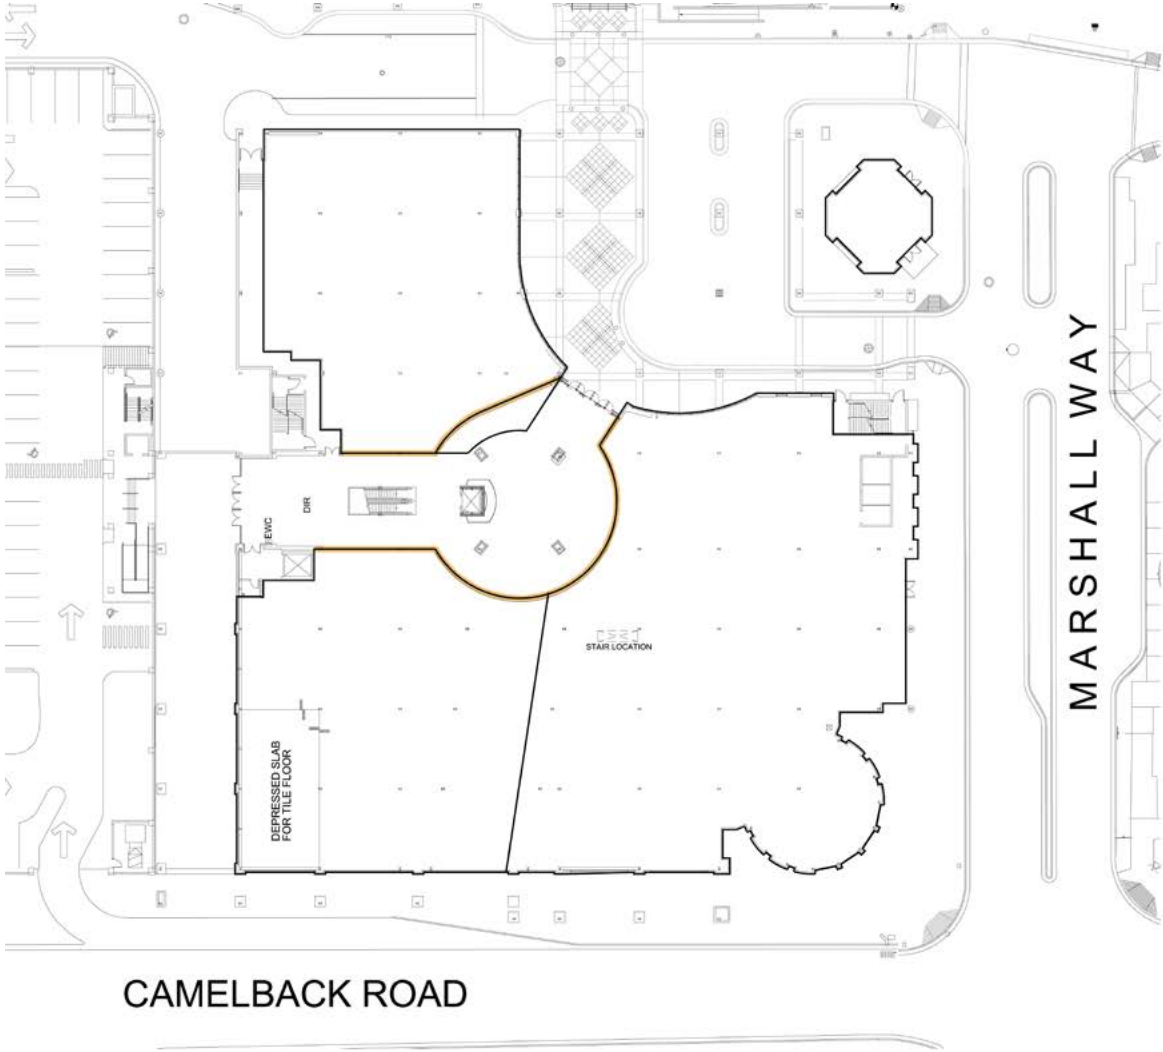 MARSHALL WAY
DIR
EWC
STAIR LOCATION
DEPRESSED SLAB
FOR TILE FLOOR
CAMELBACK ROAD